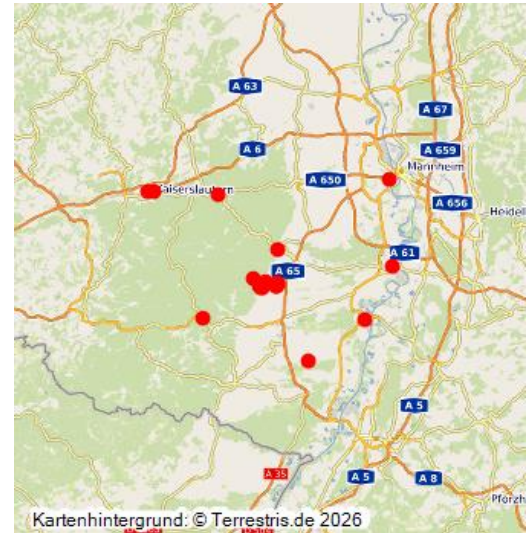 A 63
A 67
A 6
A 659
Mannheim
A 650
Kaiserslautern
A 656
Heidel
A 61
A 65
A 5
A 35
A 5
A 8
Pforzh
Kartenhintergrund: © Terrestris.de 2026